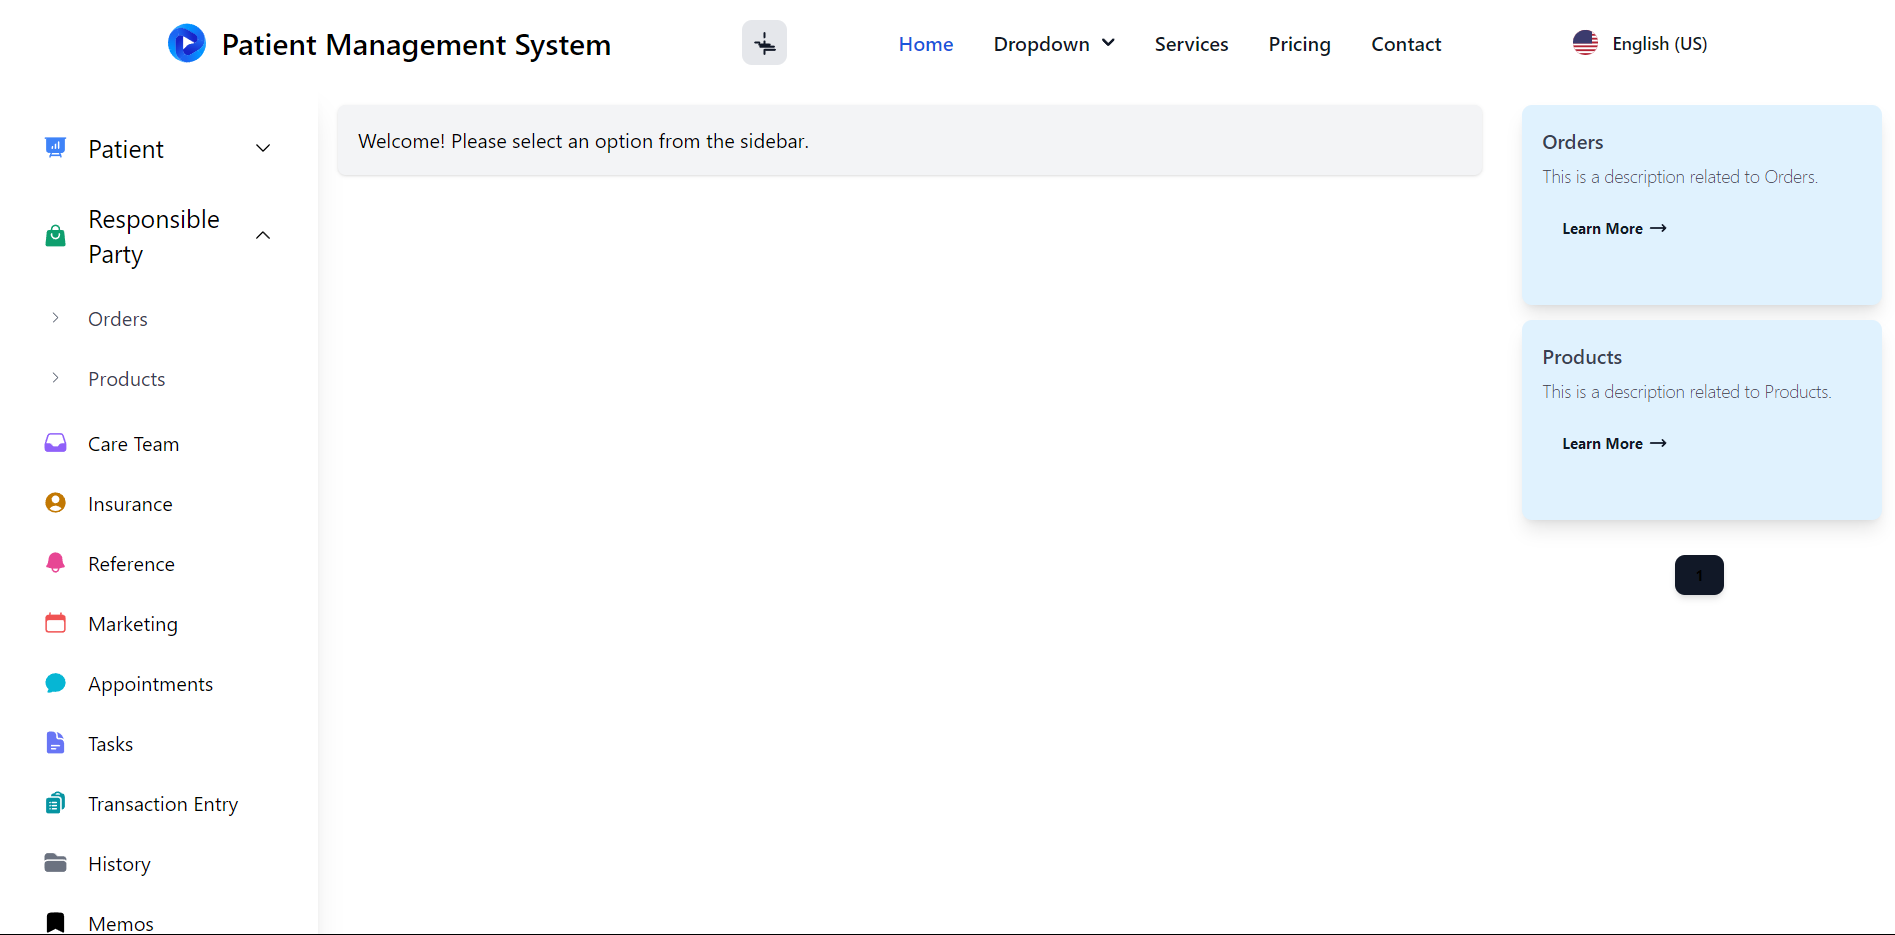 Patient Management System
Home
Dropdown
Services
Pricing
Contact
English (US)
Patient
Responsible
Party
Orders
Products
Care Team
Insurance
Reference
Marketing
Appointments
Tasks
Transaction Entry
History
Memos
Welcome! Please select an option from the sidebar.
Orders
This is a description related to Orders.
Learn More
Products
This is a description related to Products.
Learn More
1